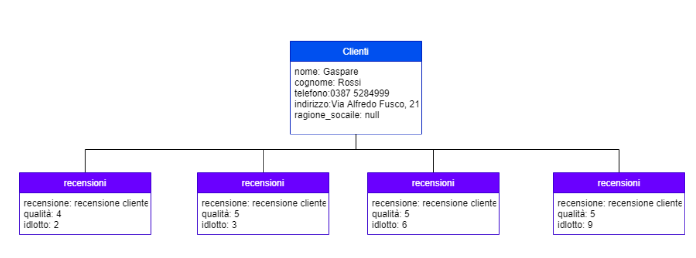 Clienti
nome: Gaspare
cognome: Rossi
telefono:0387 5284999
indirizzo:Via Alfredo Fusco, 21
ragione_socaile: null
recensioni
recensione: recensione cliente
qualità: 4
idlotto: 2
recensioni
recensione: recensione cliente
qualità: 5
idlotto: 3
recensioni
recensione: recensione cliente
qualità: 5
idlotto: 6
recensioni
recensione: recensione cliente
qualità: 5
idlotto: 9